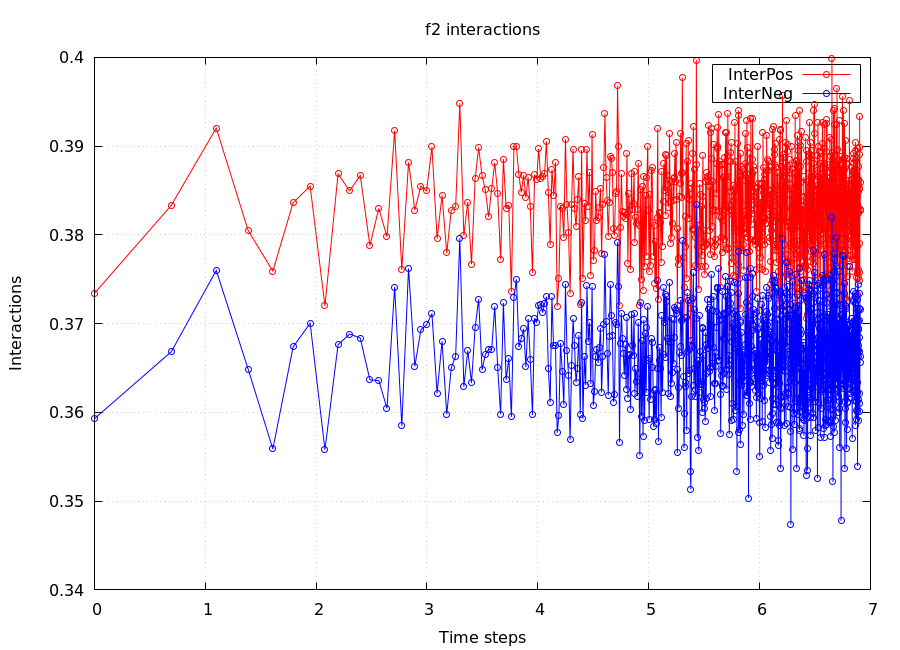 f2 interactions
InterPos
InterNeg
0.4
0.39
0.38
0.37
0.36
0.35
0.34
Interactions
0 1 2 3 4 5 6 7
Time steps